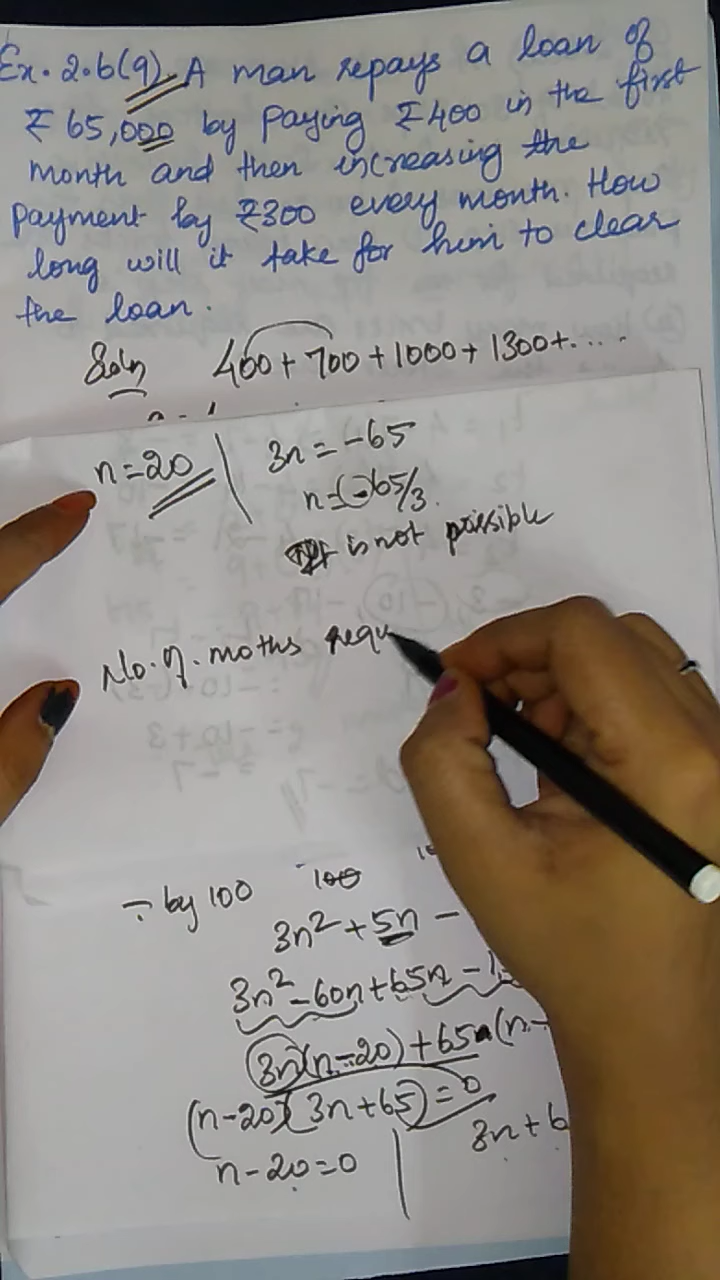 Ex. 2.6(9). A man repays a loan of
₹ 65,000 by paying ₹400 in the first
month and then increasing the
payment by ₹300 every month. How
long will it take for him to clear
the loan.
Soln 400 + 700 + 1000 + 1300 + ....
n = 20 3n = -65
n = -65/3.
is not possible
No. of. moths requ
÷ by 100 100
3n² + 5n -
3n² - 60n + 65n - 1
3n(n-20) + 65 (n-
(n-20)(3n+65) = 0
n-20=0 3n + 6